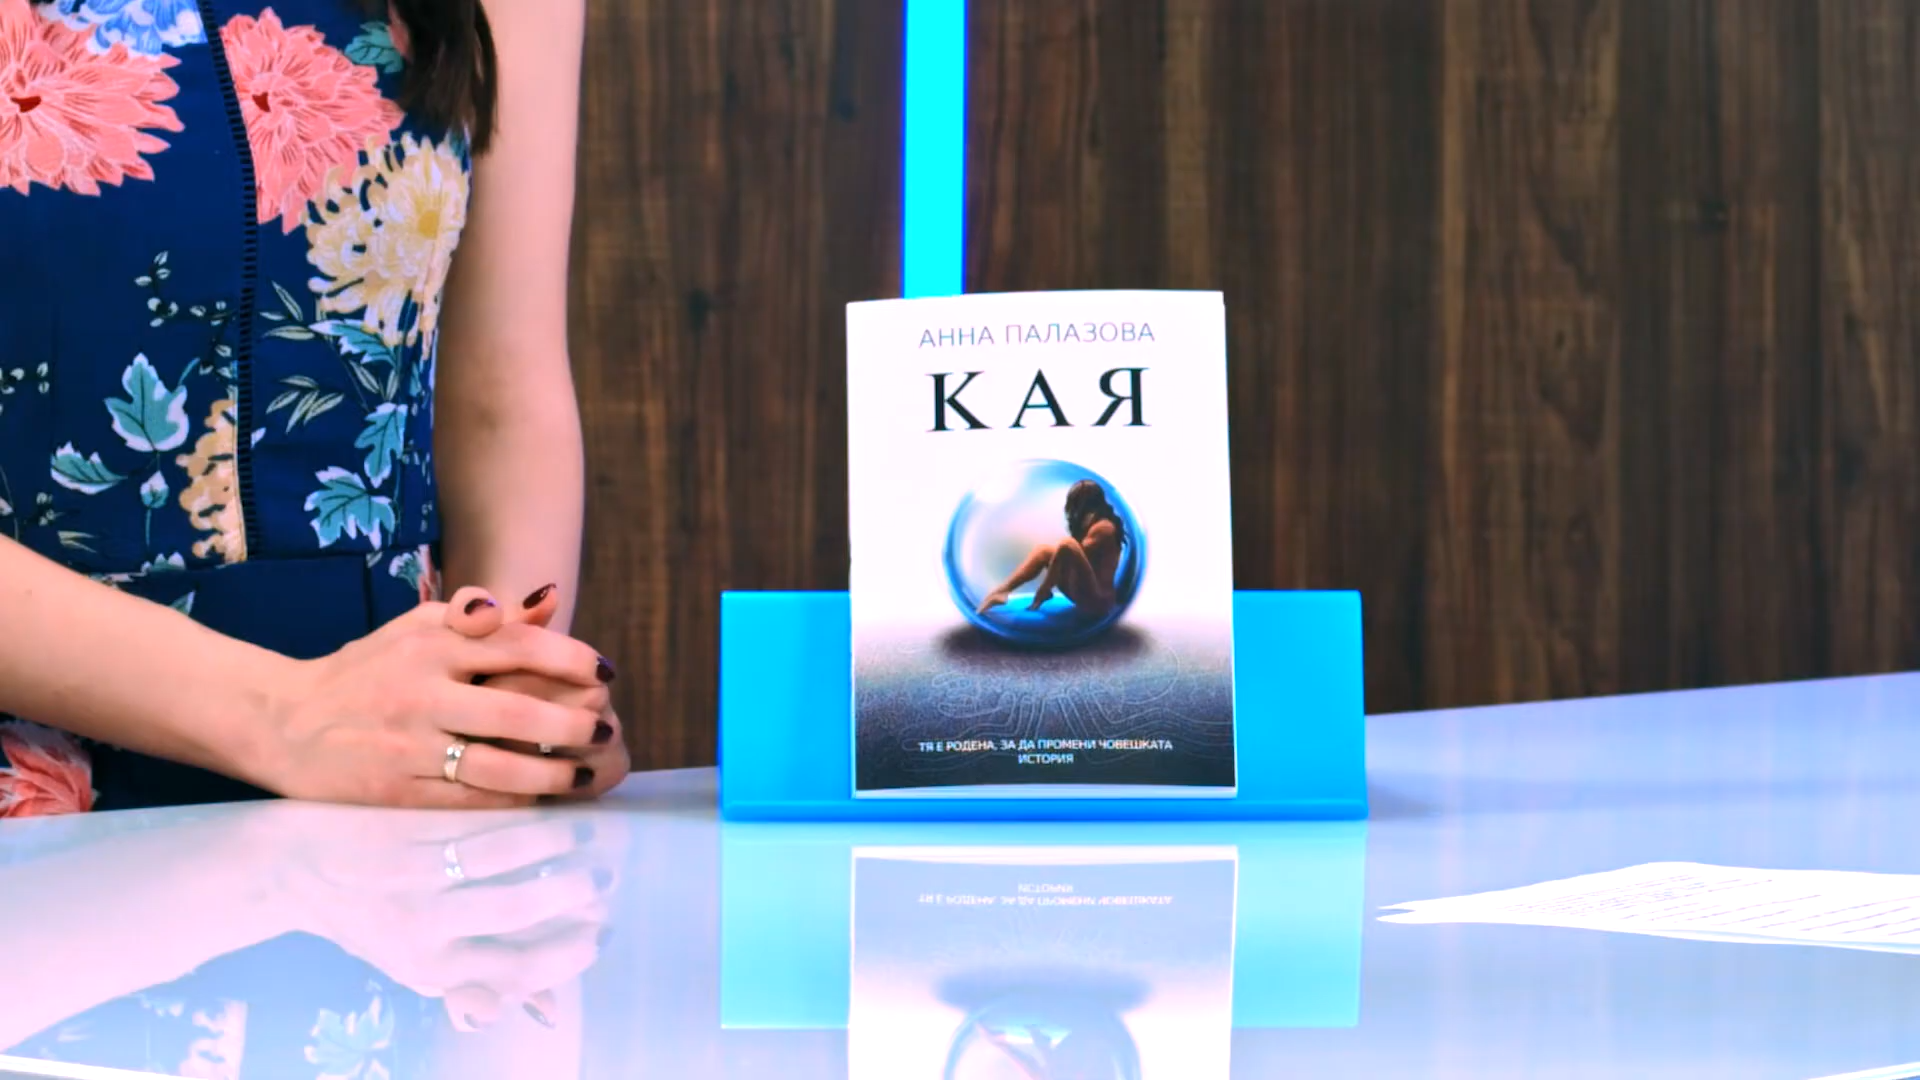 АННА ПАЛАЗОВА
КАЯ
ТЯ Е РОДЕНА, ЗА ДА ПРОМЕНИ ЧОВЕШКАТА
ИСТОРИЯ